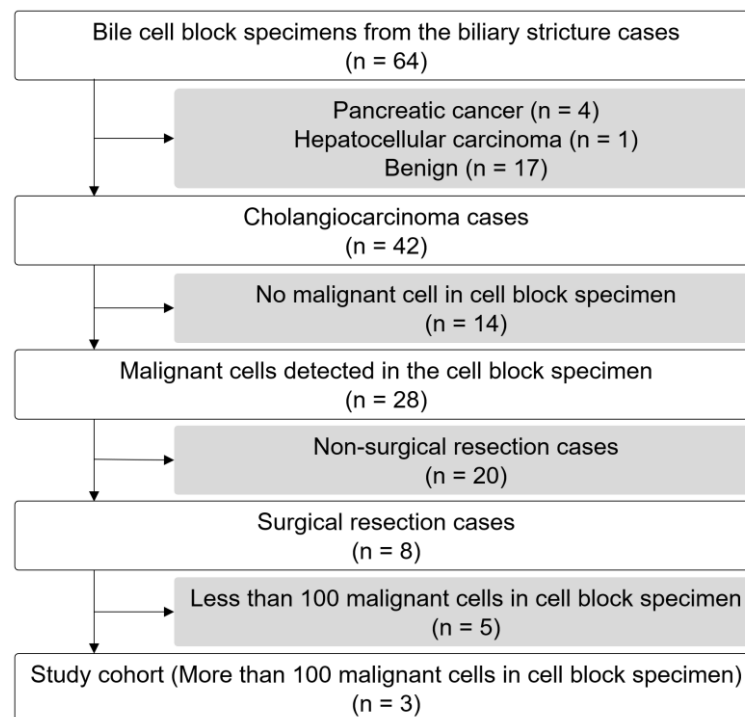 Bile cell block specimens from the biliary stricture cases
(n = 64)
Pancreatic cancer (n = 4)
Hepatocellular carcinoma (n = 1)
Benign (n = 17)
Cholangiocarcinoma cases
(n = 42)
No malignant cell in cell block specimen
(n = 14)
Malignant cells detected in the cell block specimen
(n = 28)
Non-surgical resection cases
(n = 20)
Surgical resection cases
(n = 8)
Less than 100 malignant cells in cell block specimen
(n = 5)
Study cohort (More than 100 malignant cells in cell block specimen)
(n = 3)